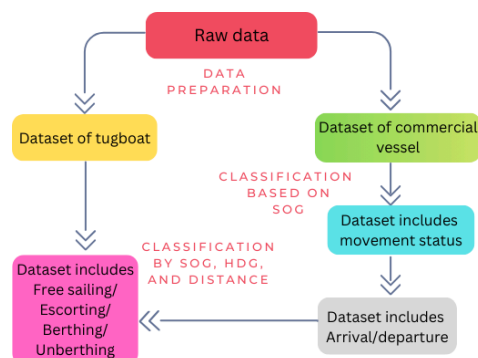 Raw data
DATA
PREPARATION
Dataset of tugboat
Dataset of commercial
vessel
CLASSIFICATION
BASED ON
SOG
Dataset includes
movement status
CLASSIFICATION
BY SOG, HDG,
AND DISTANCE
Dataset includes
Free sailing/
Escorting/
Berthing/
Unberthing
Dataset includes
Arrival/departure